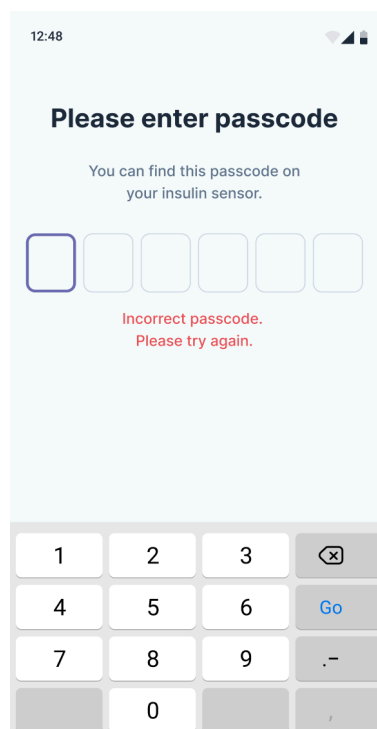 12:48
Please enter passcode
You can find this passcode on
your insulin sensor.
Incorrect passcode.
Please try again.
1 2 3
4 5 6 Go
7 8 9 .-
0 ,